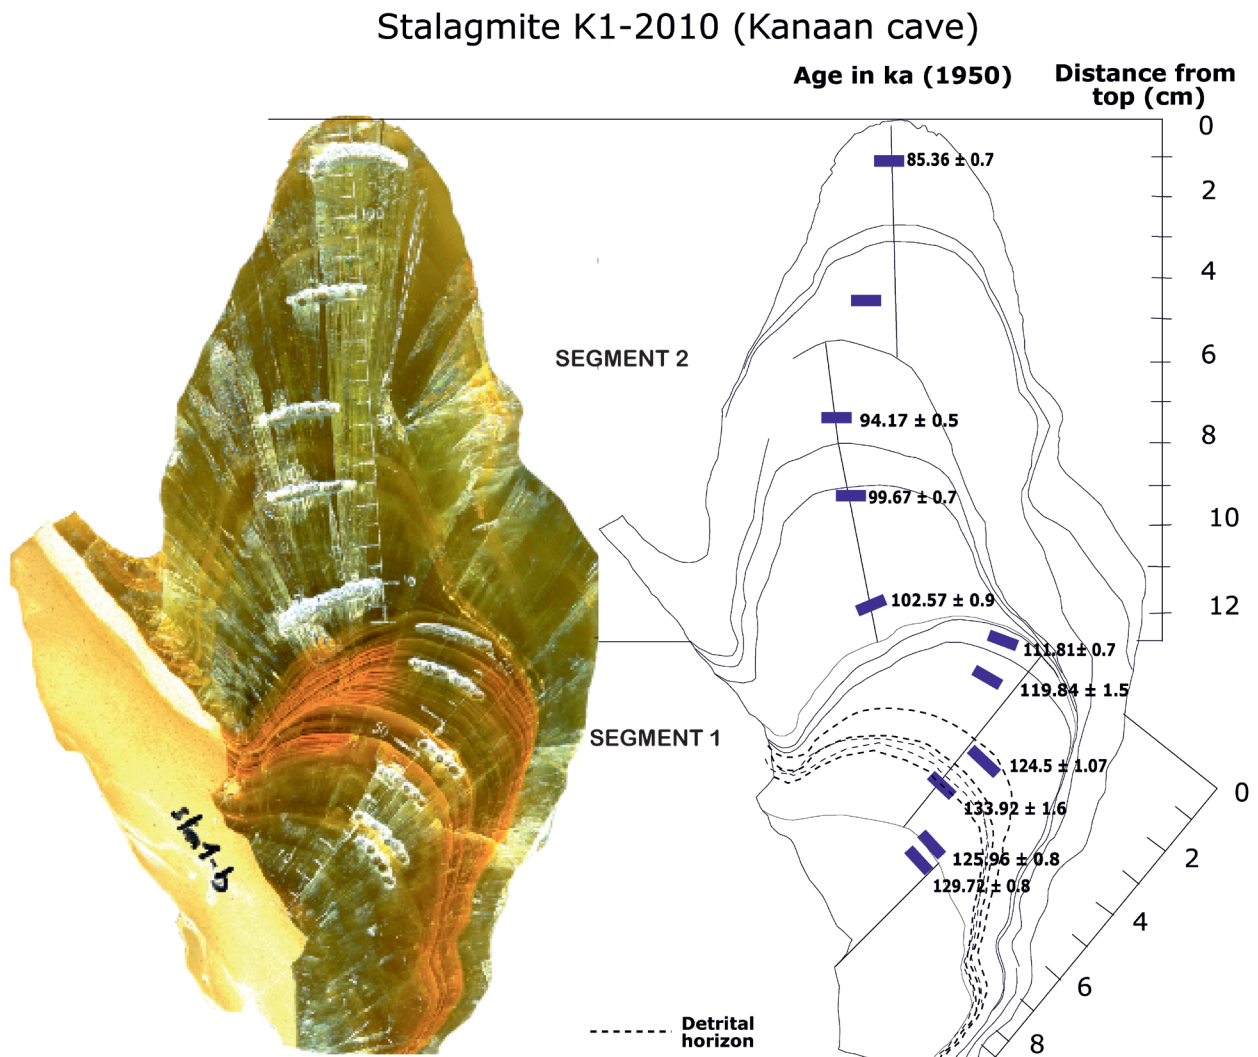 Stalagmite K1-2010 (Kanaan cave)
Age in ka (1950)
Distance from
top (cm)
0
85.36 ± 0.7
2
4
6
SEGMENT 2
94.17 ± 0.5
8
99.67 ± 0.7
10
102.57 ± 0.9
12
111.81± 0.7
119.84 ± 1.5
SEGMENT 1
124.5 ± 1.07
0
133.92 ± 1.6
125.96 ± 0.8
2
129.72 ± 0.8
4
6
8
stm1-b
50
Detrital
horizon